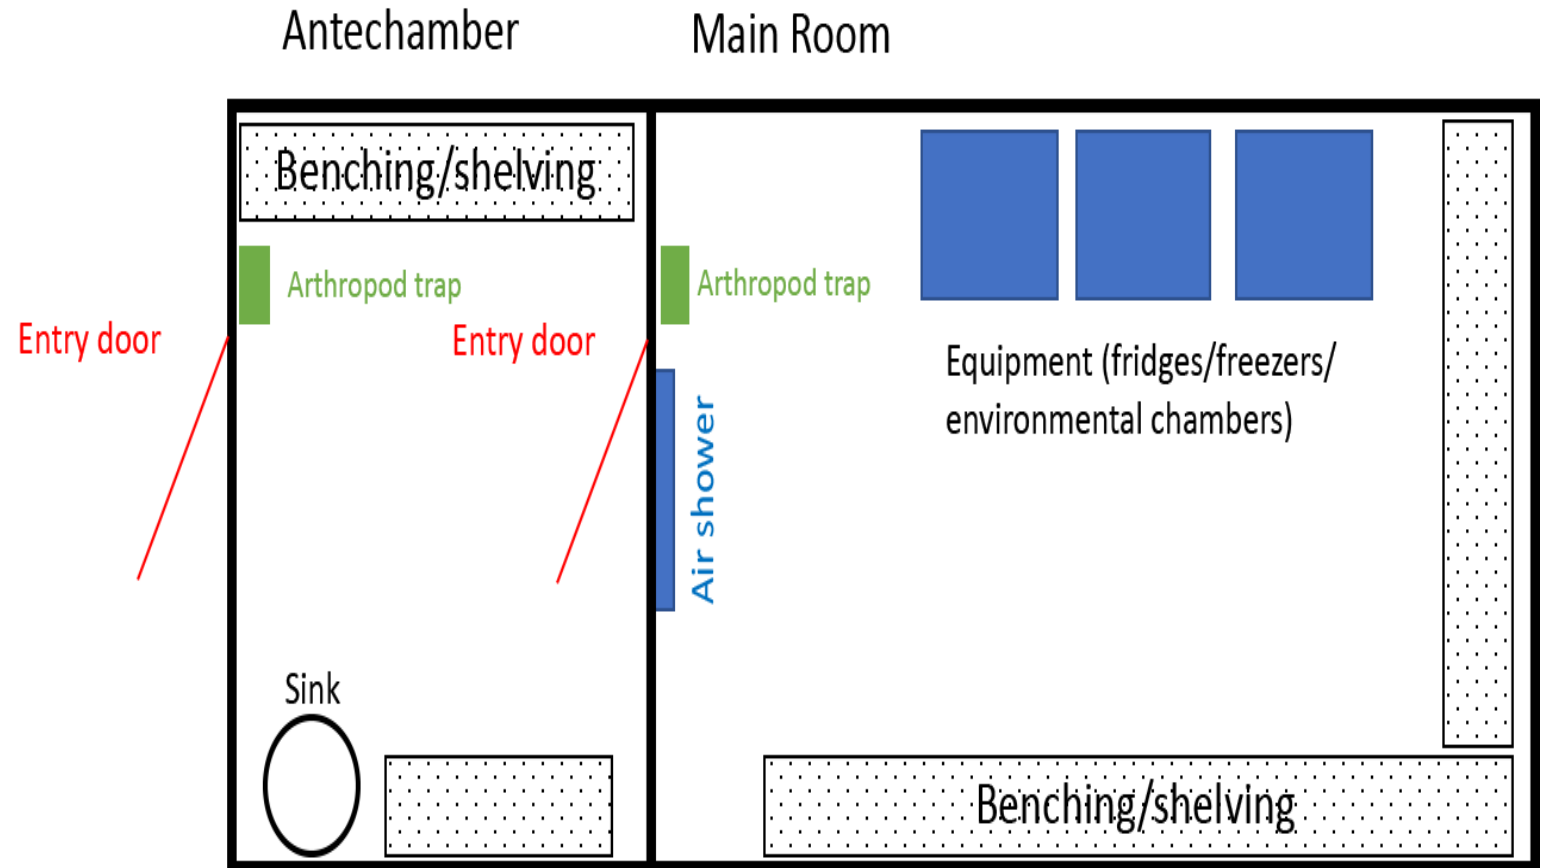 Antechamber
Main Room
Benching/shelving
Arthropod trap
Arthropod trap
Entry door
Entry door
Equipment (fridges/freezers/
environmental chambers)
Air shower
Sink
Benching/shelving